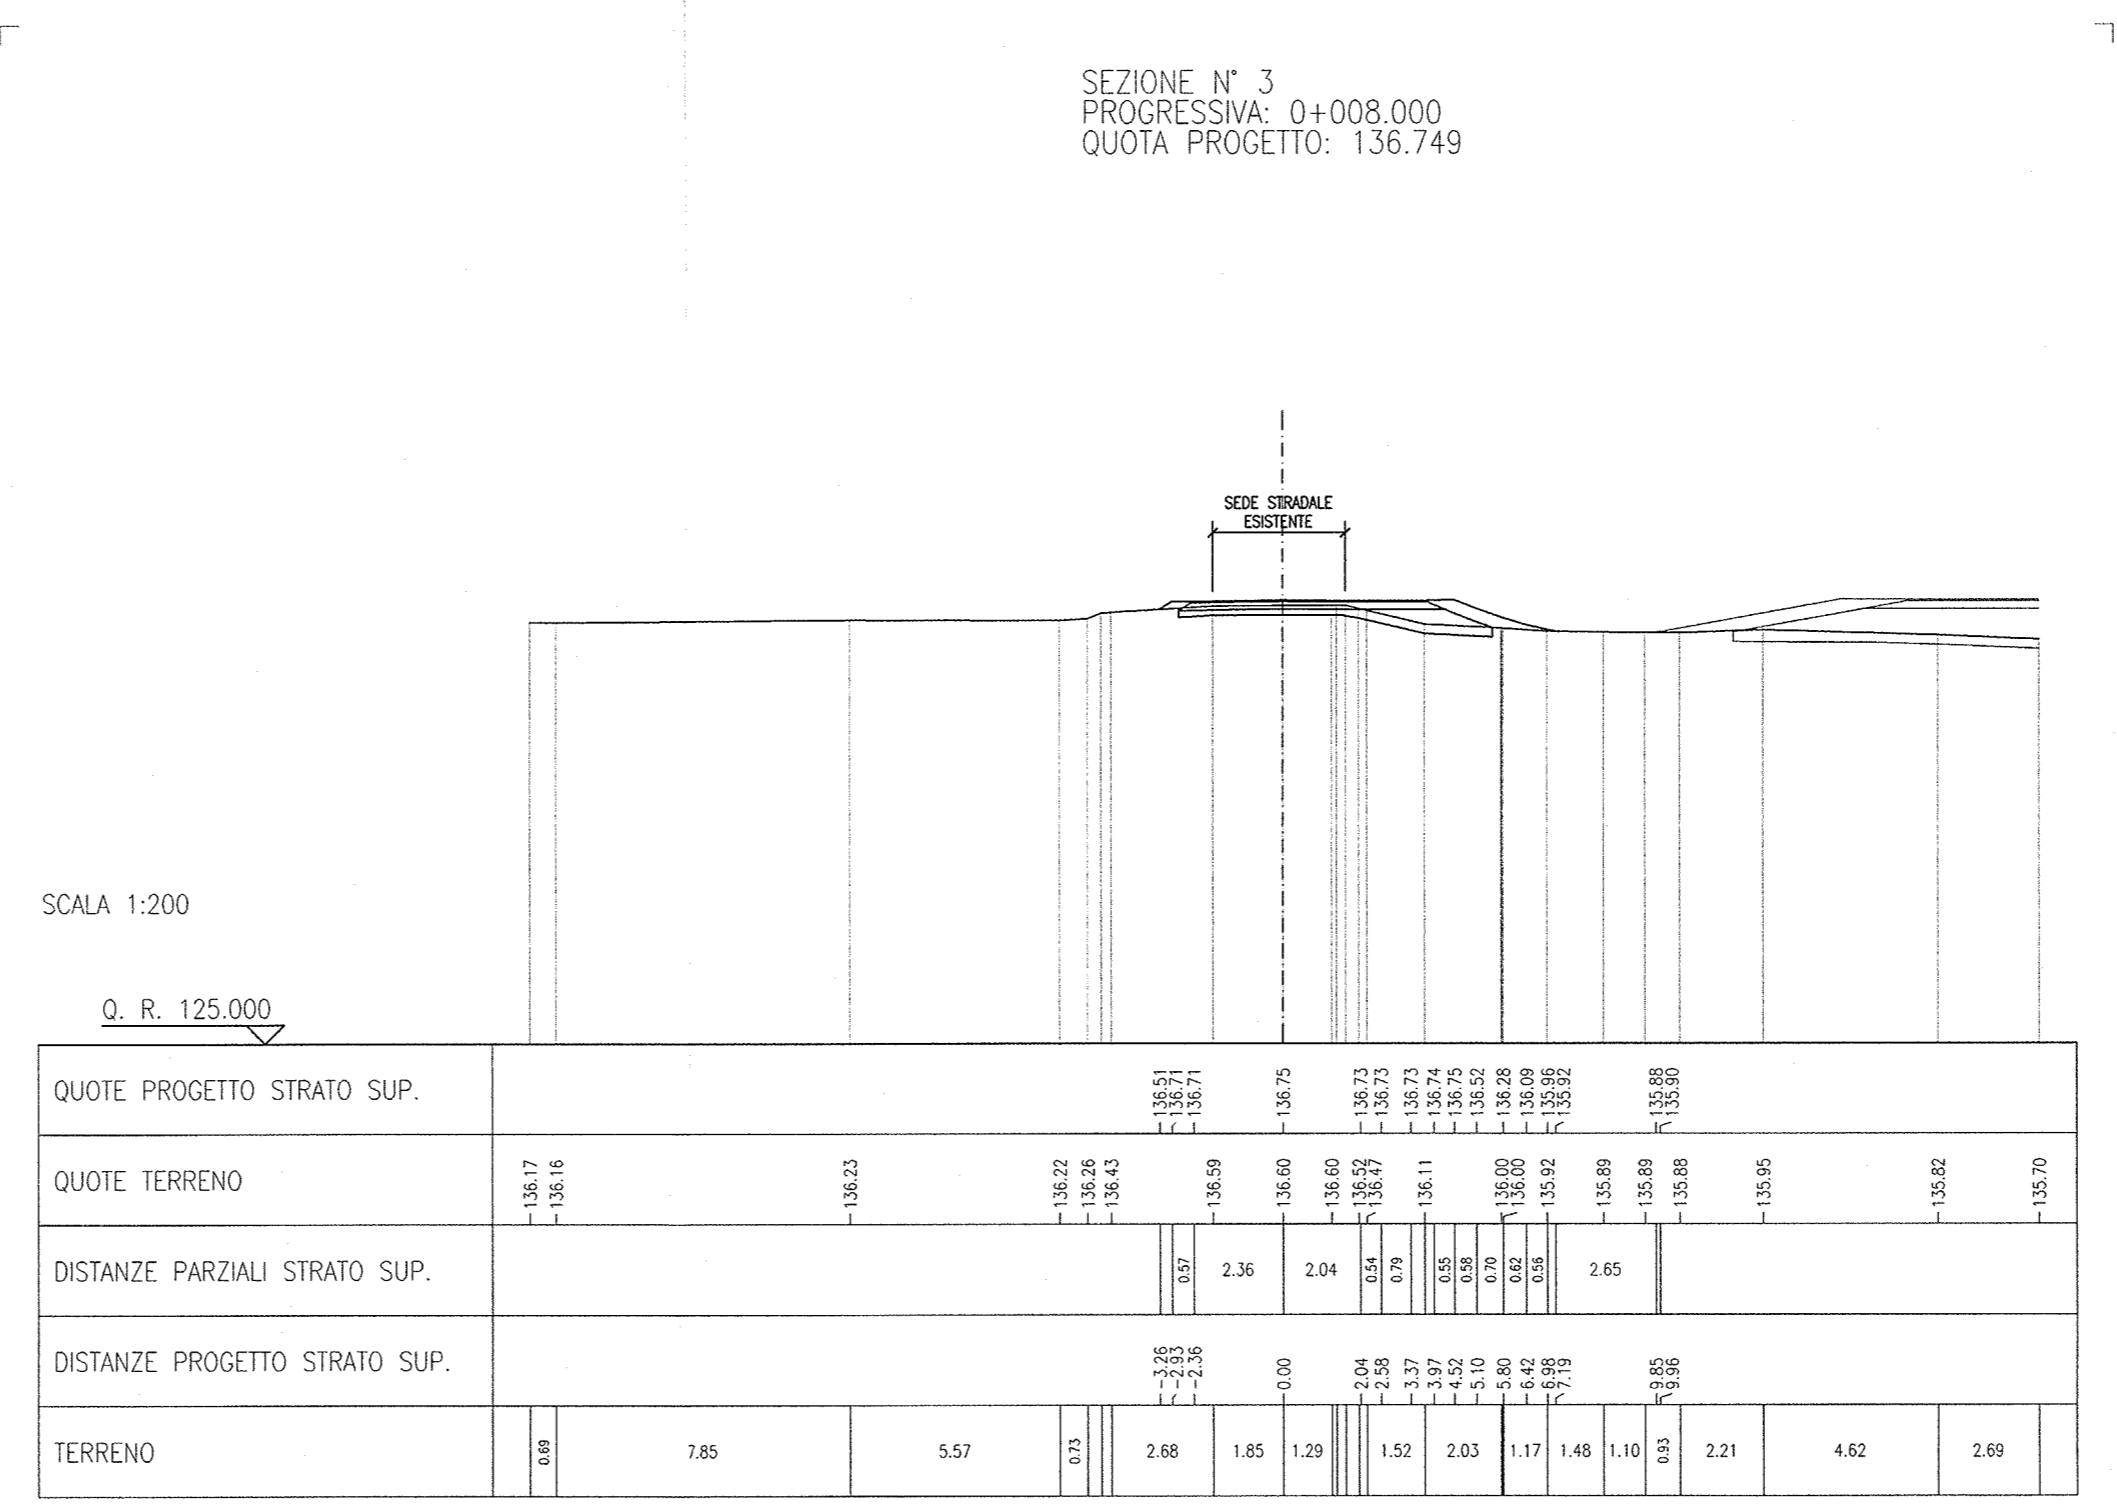 SEZIONE N° 3
PROGRESSIVA: 0+008.000
QUOTA PROGETTO: 136.749
SEDE STRADALE
ESISTENTE
SCALA 1:200
Q. R. 125.000
QUOTE PROGETTO STRATO SUP.
136.51 136.71 136.71 136.75 136.73 136.73 136.73 136.74 136.75 136.52 136.28 136.09 135.96 135.92 135.88 135.90
QUOTE TERRENO
136.17 136.16 136.23 136.22 136.26 136.43 136.59 136.60 136.60 136.52 136.47 136.11 136.00 136.00 135.92 135.89 135.89 135.88 135.95 135.82 135.70
DISTANZE PARZIALI STRATO SUP.
0.57 2.36 2.04 0.54 0.79 0.55 0.58 0.70 0.62 0.56 2.65
DISTANZE PROGETTO STRATO SUP.
-3.26 -2.93 -2.36 0.00 2.04 2.58 3.37 3.97 4.52 5.10 5.80 6.42 6.98 7.19 9.85 9.96
TERRENO
0.69 7.85 5.57 0.73 2.68 1.85 1.29 1.52 2.03 1.17 1.48 1.10 0.93 2.21 4.62 2.69